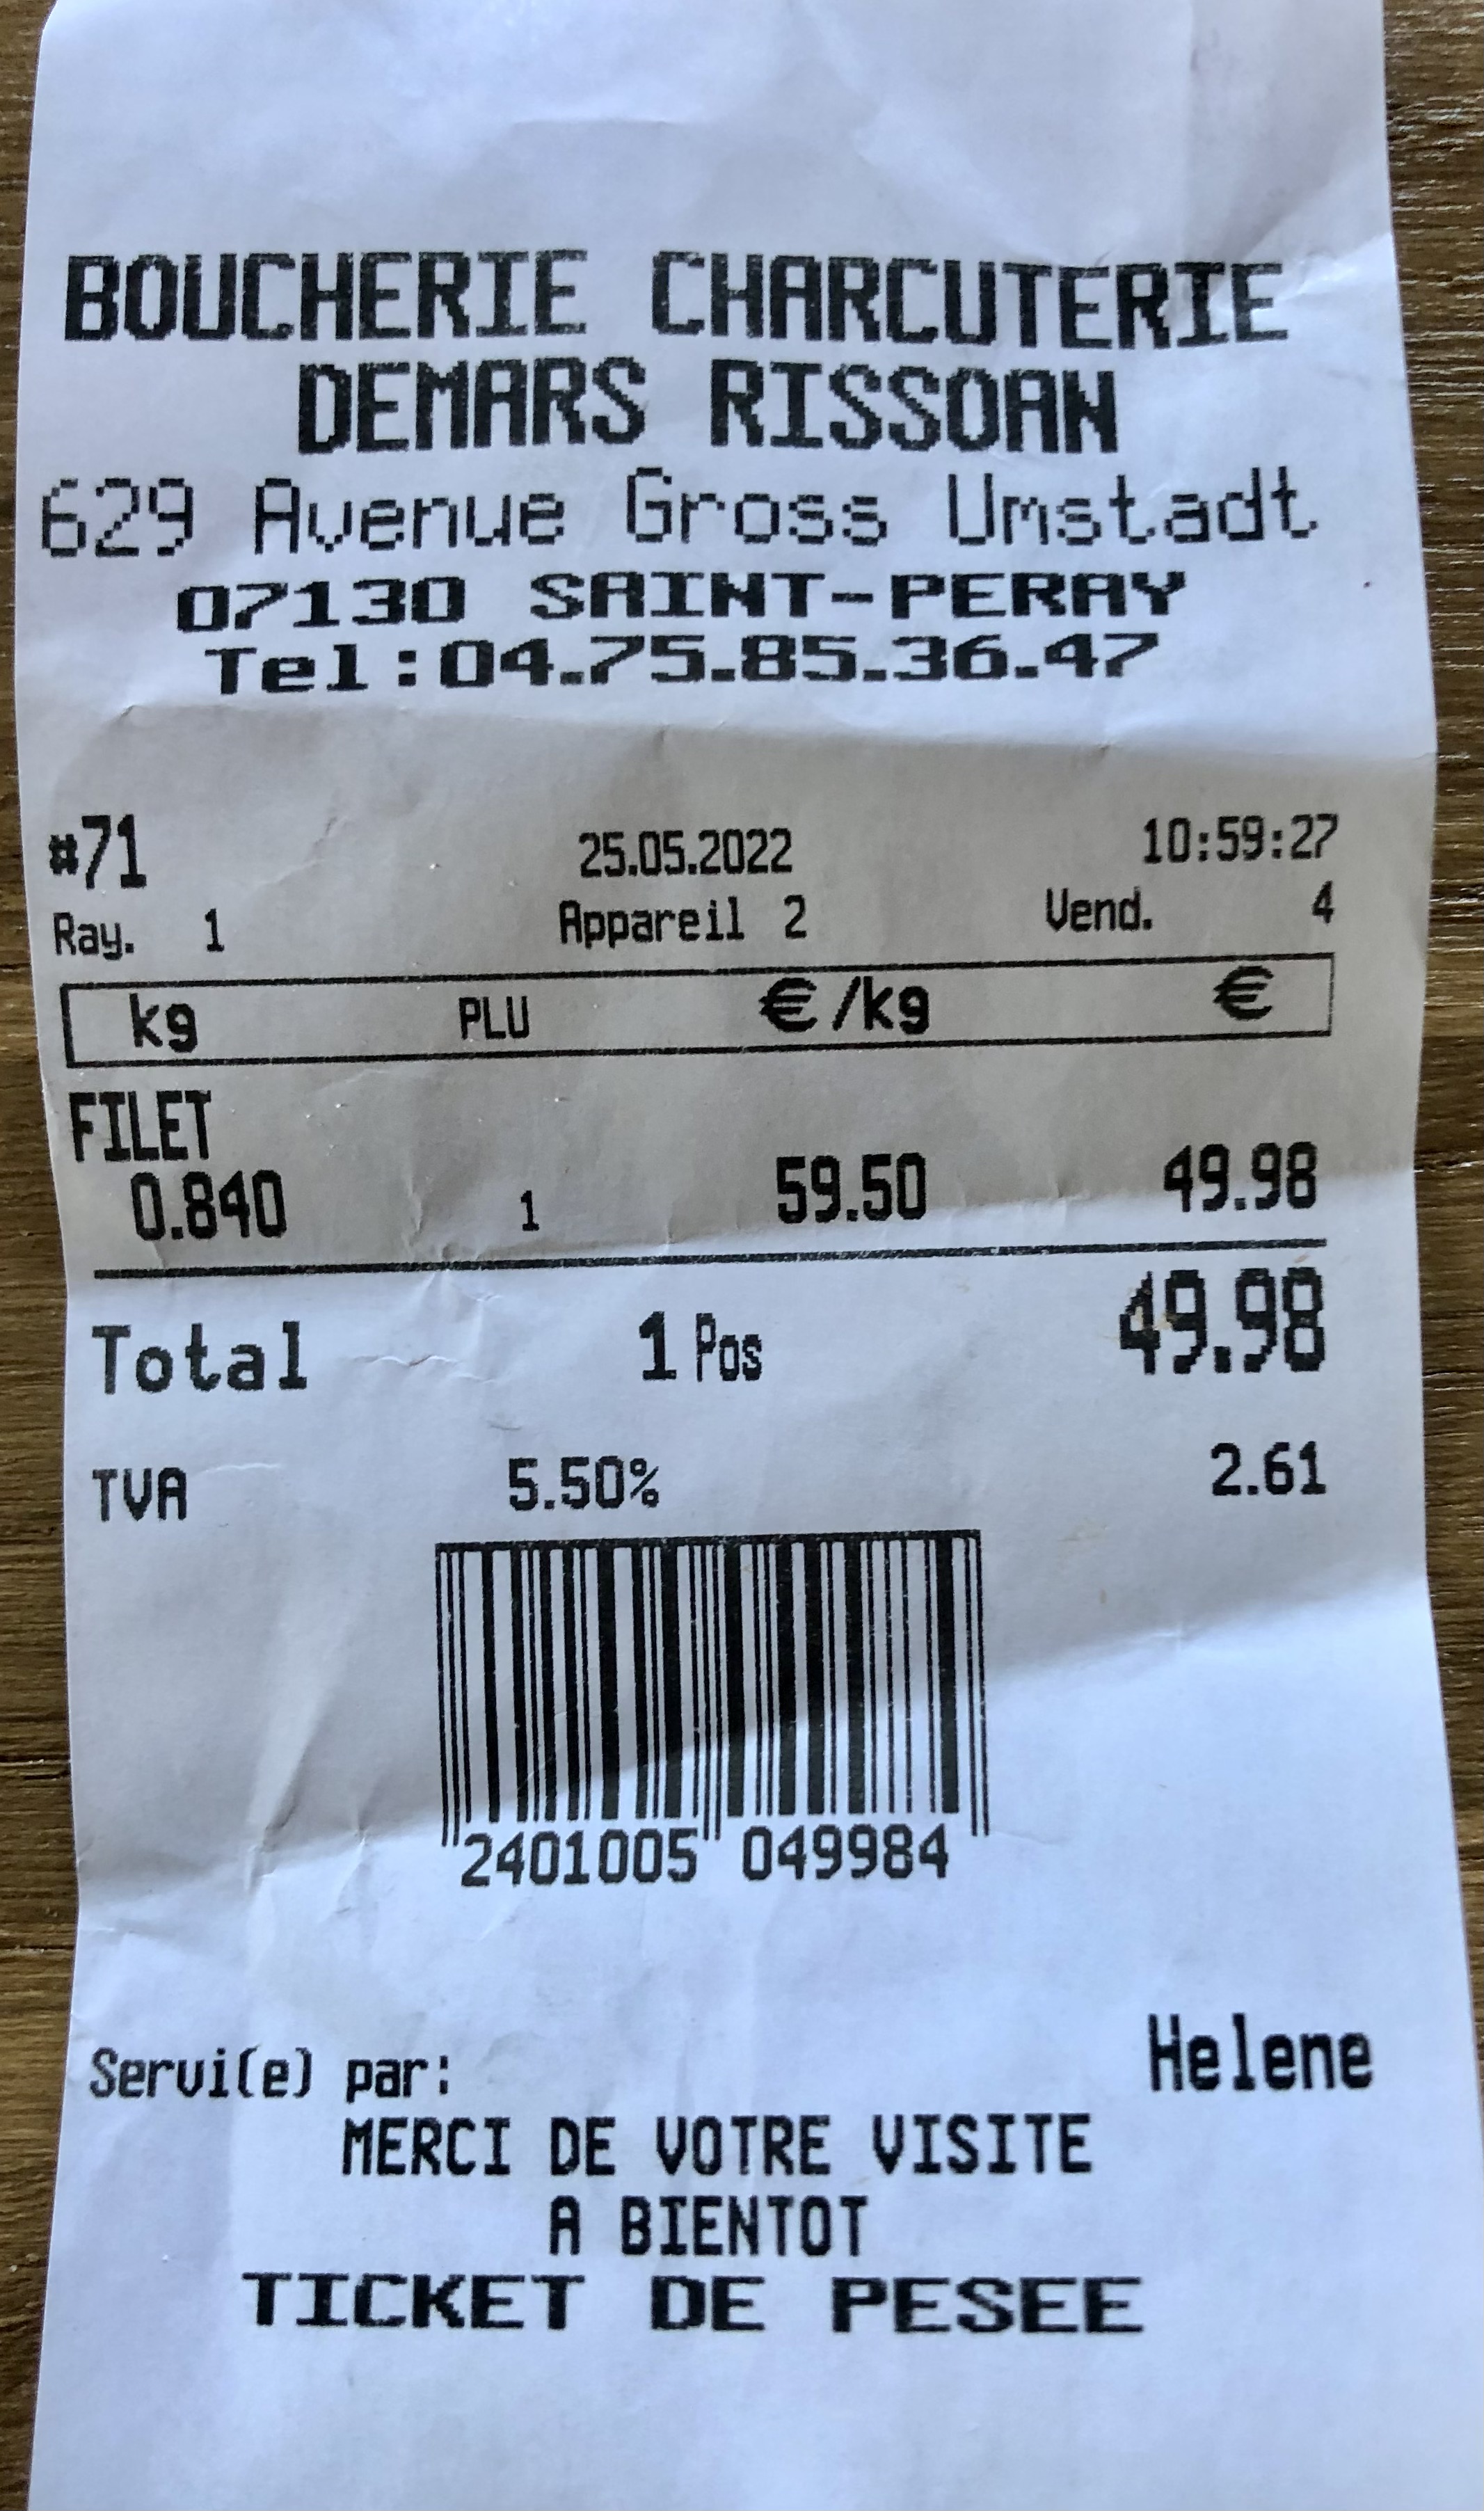 BOUCHERIE CHARCUTERIE
DEMARS RISSOAN
629 Avenue Gross Umstadt
07130 SAINT-PERAY
Tel:04.75.85.36.47
#71 25.05.2022 10:59:27
Ray. 1 Appareil 2 Vend. 4
kg PLU €/kg €
FILET
0.840 1 59.50 49.98
Total 1 Pos 49.98
TVA 5.50% 2.61
2401005 049984
Servi(e) par: Helene
MERCI DE VOTRE VISITE
A BIENTOT
TICKET DE PESEE